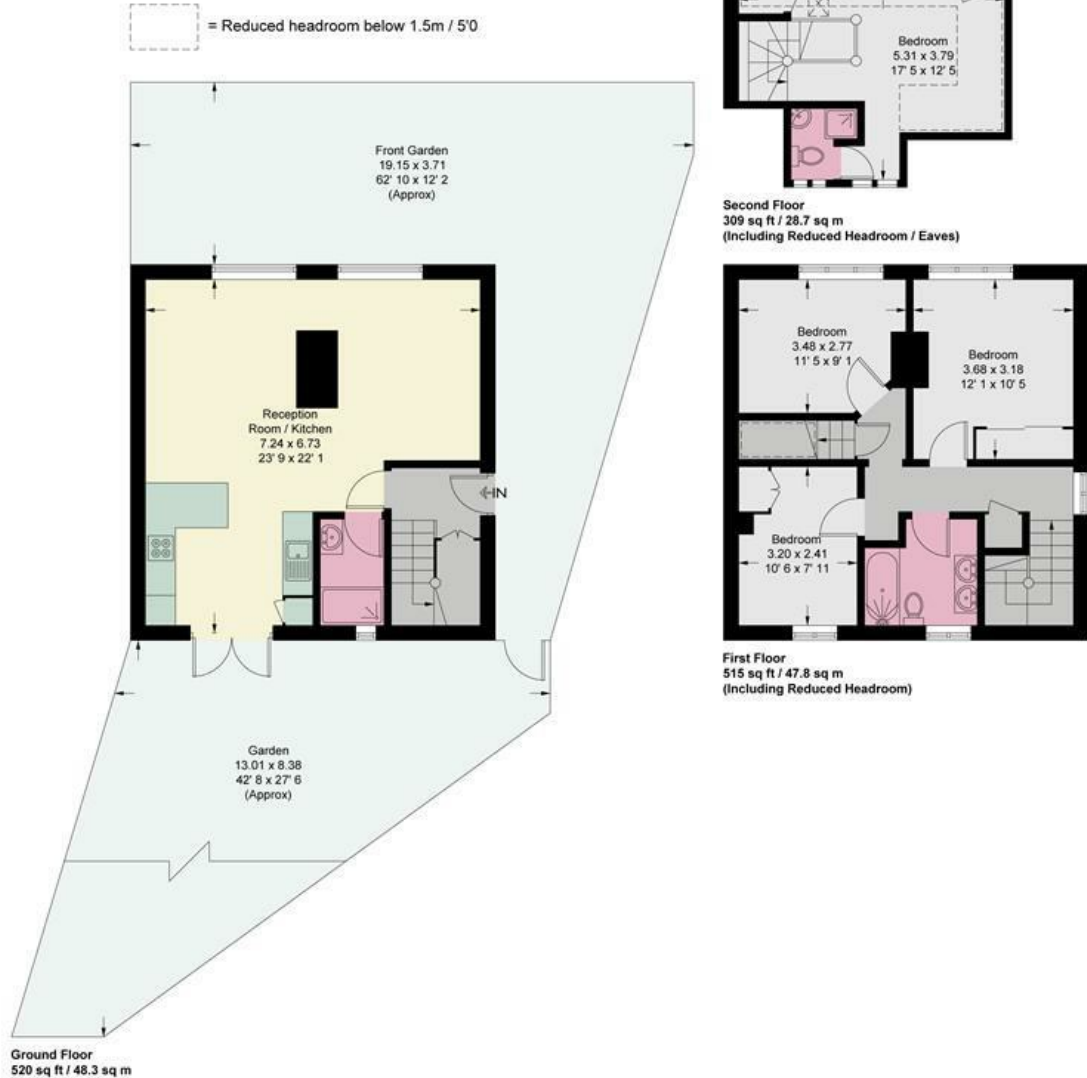 = Reduced headroom below 1.5m / 5'0
Front Garden
19.15 x 3.71
62' 10 x 12' 2
(Approx)
Reception
Room / Kitchen
7.24 x 6.73
23' 9 x 22' 1
IN
Garden
13.01 x 8.38
42' 8 x 27' 6
(Approx)
Ground Floor
520 sq ft / 48.3 sq m
Bedroom
5.31 x 3.79
17' 5 x 12' 5
Second Floor
309 sq ft / 28.7 sq m
(Including Reduced Headroom / Eaves)
Bedroom
3.48 x 2.77
11' 5 x 9' 1
Bedroom
3.68 x 3.18
12' 1 x 10' 5
Bedroom
3.20 x 2.41
10' 6 x 7' 11
First Floor
515 sq ft / 47.8 sq m
(Including Reduced Headroom)